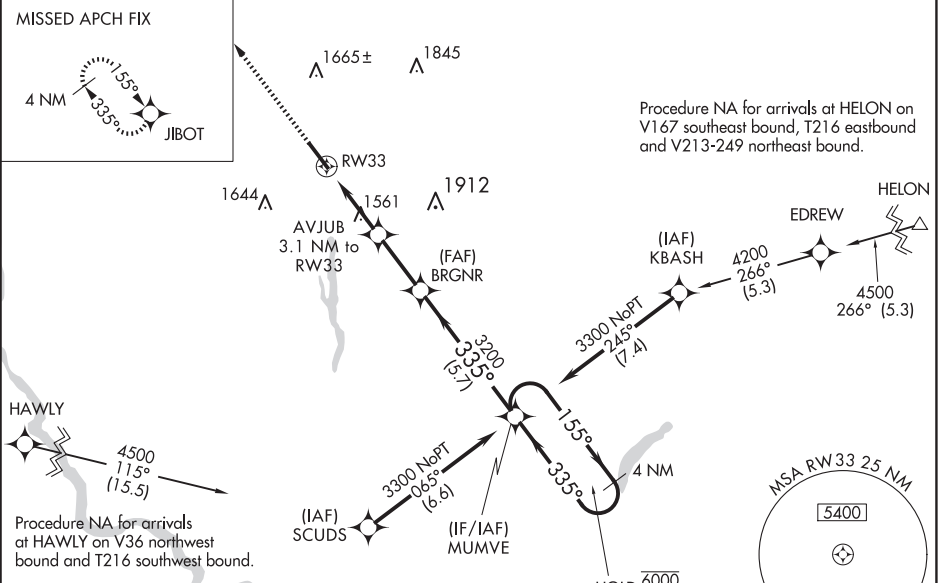 MISSED APCH FIX
4 NM
155°
335°
JIBOT
1665±
1845
Procedure NA for arrivals at HELON on
V167 southeast bound, T216 eastbound
and V213-249 northeast bound.
RW33
1644
1561
1912
AVJUB
3.1 NM to
RW33
(FAF)
BRGNR
(IAF)
KBASH
EDREW
HELON
4200
266°
(5.3)
4500
266° (5.3)
3300 NoPT
245°
(7.4)
3200
335°
(5.7)
HAWLY
4500
115°
(15.5)
155°
335°
4 NM
3300 NoPT
065°
(6.6)
(IAF)
SCUDS
(IF/IAF)
MUMVE
Procedure NA for arrivals
at HAWLY on V36 northwest
bound and T216 southwest bound.
MSA RW33 25 NM
5400
HOLD 6000